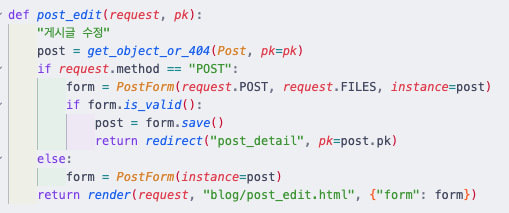 def post_edit(request, pk):
    "게시글 수정"
    post = get_object_or_404(Post, pk=pk)
    if request.method == "POST":
        form = PostForm(request.POST, request.FILES, instance=post)
        if form.is_valid():
            post = form.save()
            return redirect("post_detail", pk=post.pk)
    else:
        form = PostForm(instance=post)
    return render(request, "blog/post_edit.html", {"form": form})